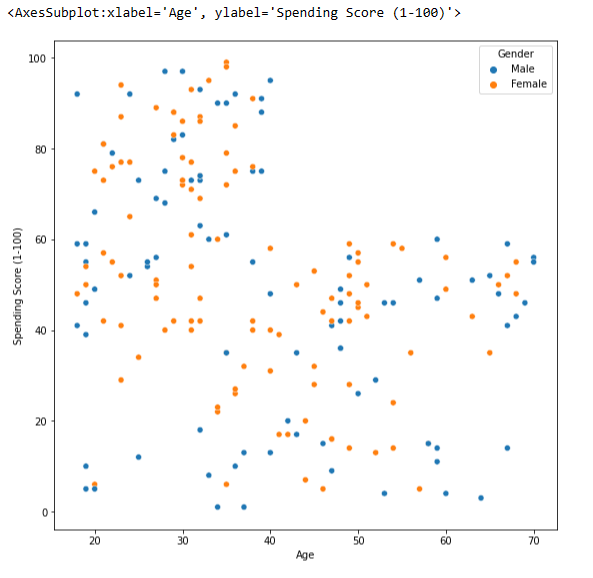 <AxesSubplot:xlabel='Age', ylabel='Spending Score (1-100)'>
Gender
Male
Female
100
80
60
40
20
0
Spending Score (1-100)
20 30 40 50 60 70
Age